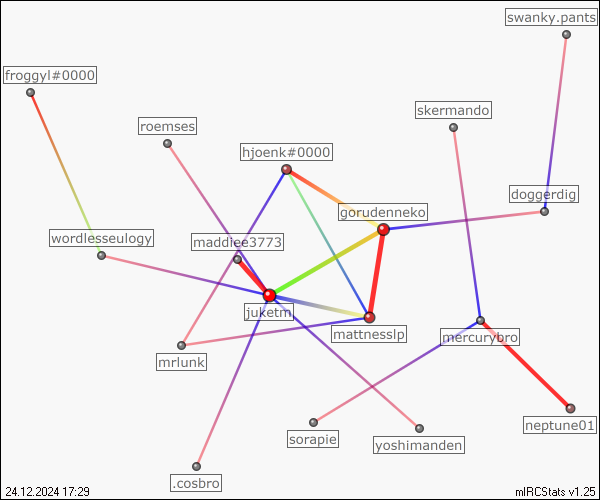 swanky.pants
froggyl#0000
skermando
roemses
hjoenk#0000
doggerdig
gorudenneko
wordlesseulogy
maddiee3773
juketm
mattnesslp
mercurybro
mrlunk
neptune01
sorapie
yoshimanden
.cosbro
24.12.2024 17:29
mIRCStats v1.25